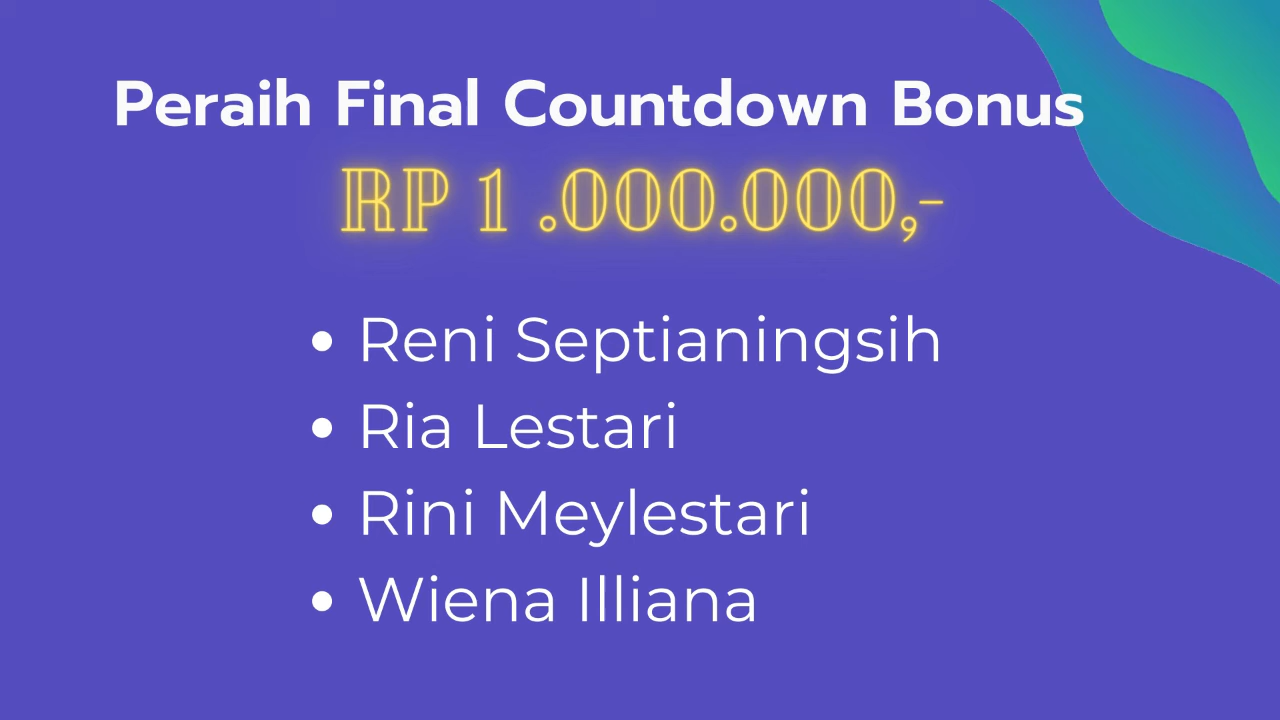 Peraih Final Countdown Bonus
RP 1.000.000,-
• Reni Septianingsih
• Ria Lestari
• Rini Meylestari
• Wiena Illiana